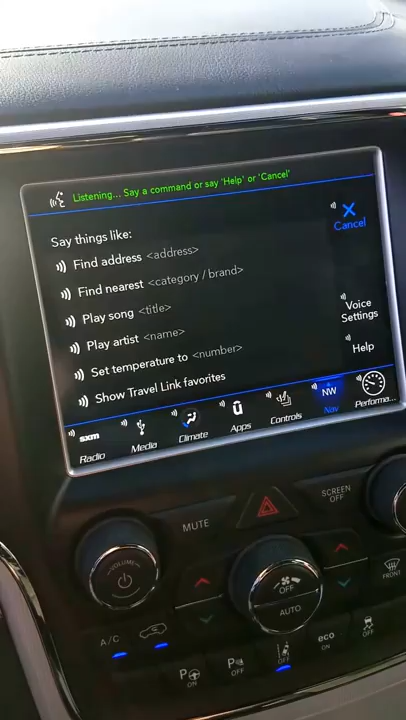 Listening... Say a command or say 'Help' or 'Cancel'
Say things like:
Cancel
Find address <address>
Find nearest <category / brand>
Play song <title>
Voice
Settings
Play artist <name>
Help
Set temperature to <number>
Show Travel Link favorites
sxm
Radio
Media
Climate
u
Apps
Controls
NW
Nav
Performa...
MUTE
SCREEN
OFF
VOLUME
OFF
AUTO
FRONT
A/C
ON
OFF
OFF
eco
ON
OFF